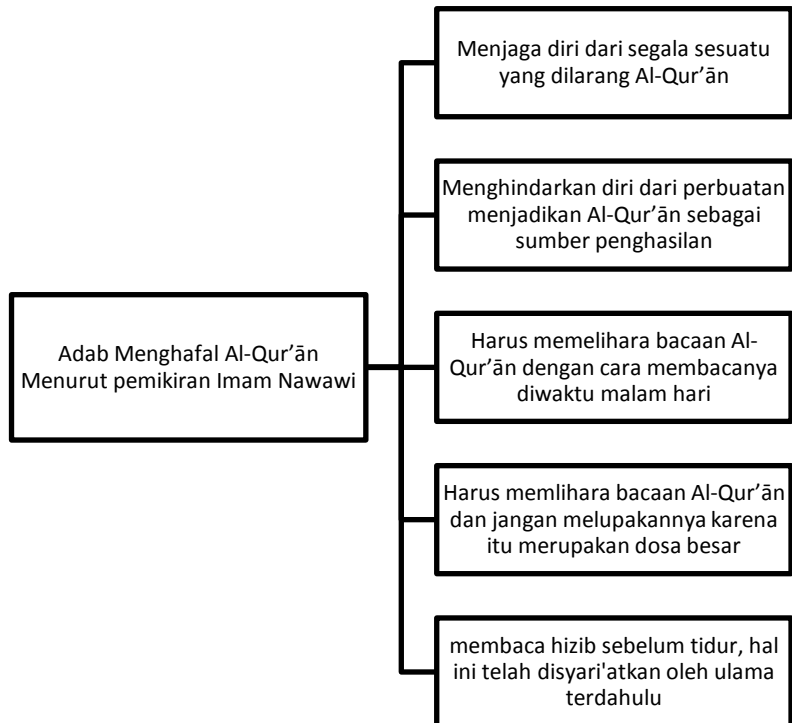 Menjaga diri dari segala sesuatu
yang dilarang Al-Qur’ān
Menghindarkan diri dari perbuatan
menjadikan Al-Qur’ān sebagai
sumber penghasilan
Adab Menghafal Al-Qur’ān
Menurut pemikiran Imam Nawawi
Harus memelihara bacaan Al-
Qur’ān dengan cara membacanya
diwaktu malam hari
Harus memlihara bacaan Al-Qur’ān
dan jangan melupakannya karena
itu merupakan dosa besar
membaca hizib sebelum tidur, hal
ini telah disyari'atkan oleh ulama
terdahulu